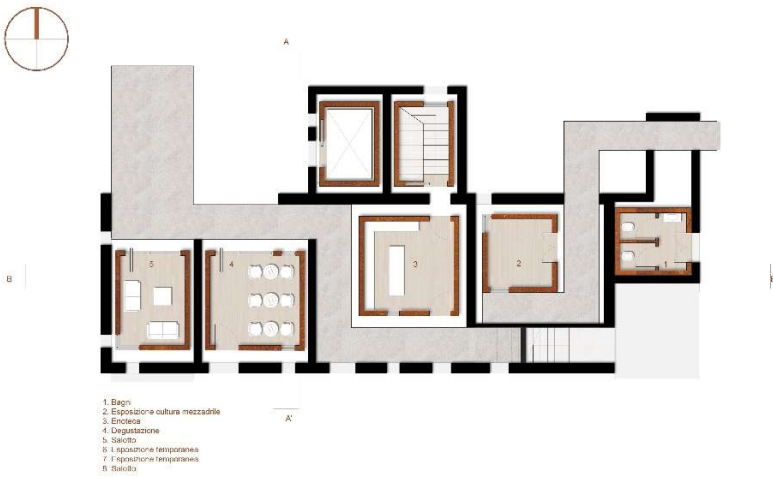 A
5
4
3
2
1
B
B
A'
1. Bagni
2. Esposizione cultura mezzadrile
3. Enoteca
4. Degustazione
5. Salotto
6. Esposizione temporanea
7. Esposizione temporanea
8. Salotto